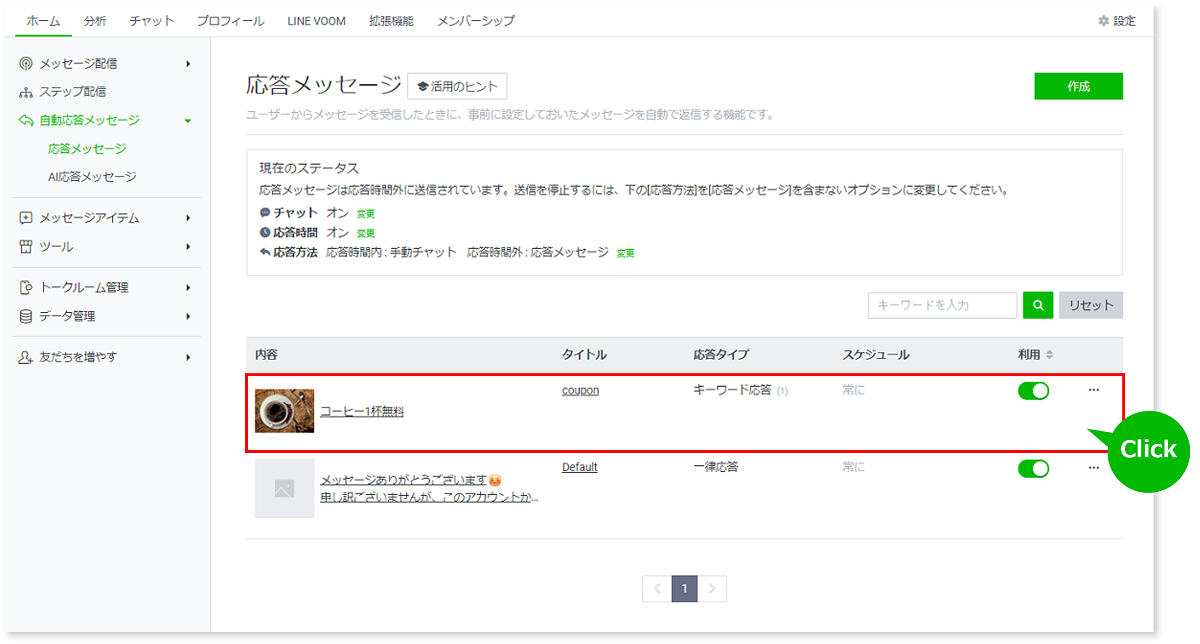 ホーム 分析 チャット プロフィール LINE VOOM 拡張機能 メンバーシップ 設定
メッセージ配信
ステップ配信
自動応答メッセージ
応答メッセージ
AI応答メッセージ
メッセージアイテム
ツール
トークルーム管理
データ管理
友だちを増やす
応答メッセージ 活用のヒント 作成
ユーザーからメッセージを受信したときに、事前に設定しておいたメッセージを自動で返信する機能です。
現在のステータス
応答メッセージは応答時間外に送信されています。送信を停止するには、下の[応答方法]を[応答メッセージ]を含まないオプションに変更してください。
チャット オン 変更
応答時間 オン 変更
応答方法 応答時間内 : 手動チャット 応答時間外 : 応答メッセージ 変更
キーワードを入力 リセット
内容 タイトル 応答タイプ スケジュール 利用
コーヒー1杯無料 coupon キーワード応答 (1) 常に ...
Click
Default 一律応答 常に ...
メッセージありがとうございます
申し訳ございませんが、このアカウントか...
1